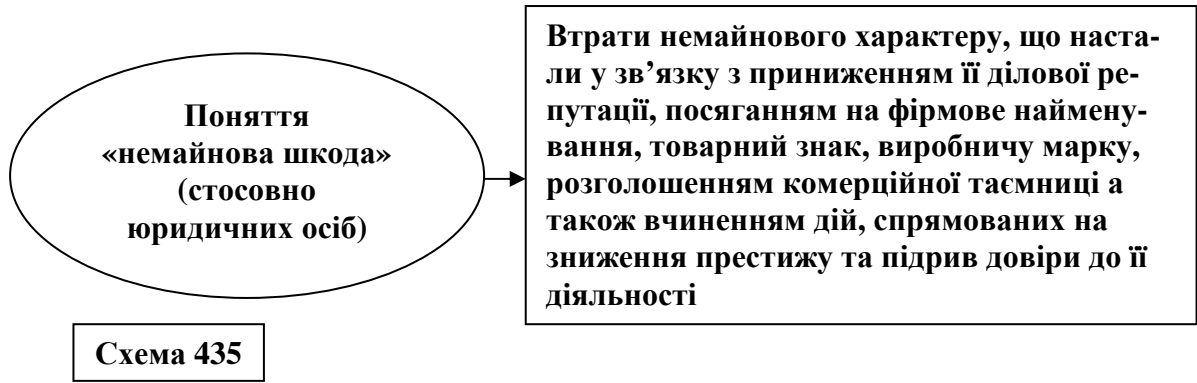 Поняття
«немайнова шкода»
(стосовно
юридичних осіб)
Втрати немайнового характеру, що наста-
ли у зв’язку з приниженням її ділової ре-
путації, посяганням на фірмове найману-
вання, товарний знак, виробничу марку,
розголошенням комерційної таємниці а
також вчиненням дій, спрямованих на
зниження престижу та підрив довіри до її
діяльності
Схема 435